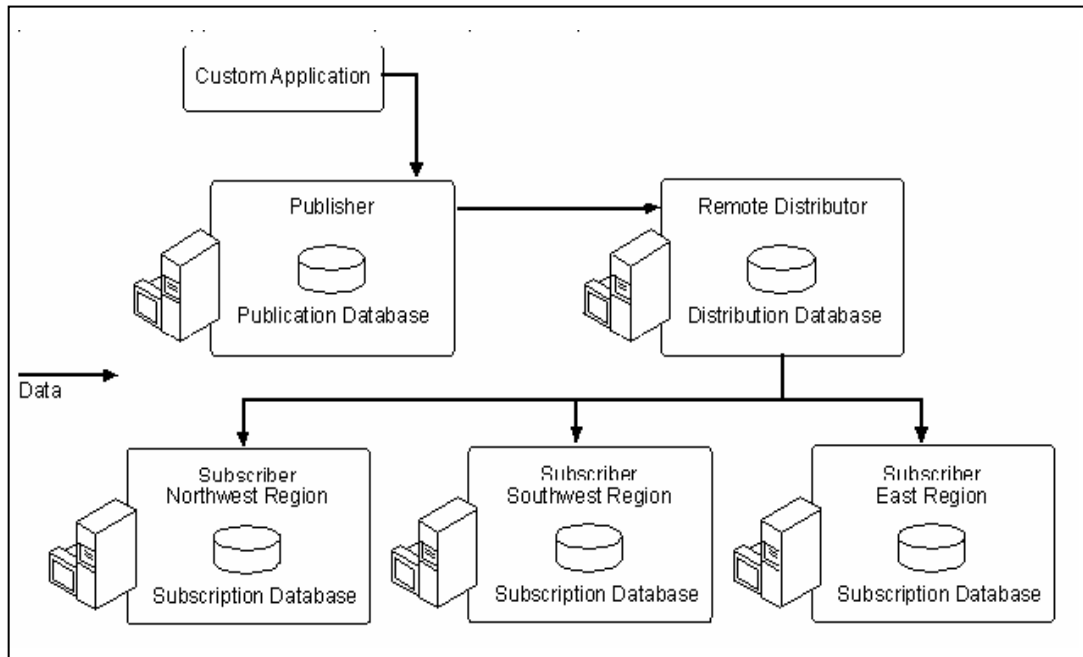 Custom Application
Publisher
Remote Distributor
Publication Database
Distribution Database
Data
Subscriber
Northwest Region
Subscription Database
Subscriber
Southwest Region
Subscription Database
Subscriber
East Region
Subscription Database